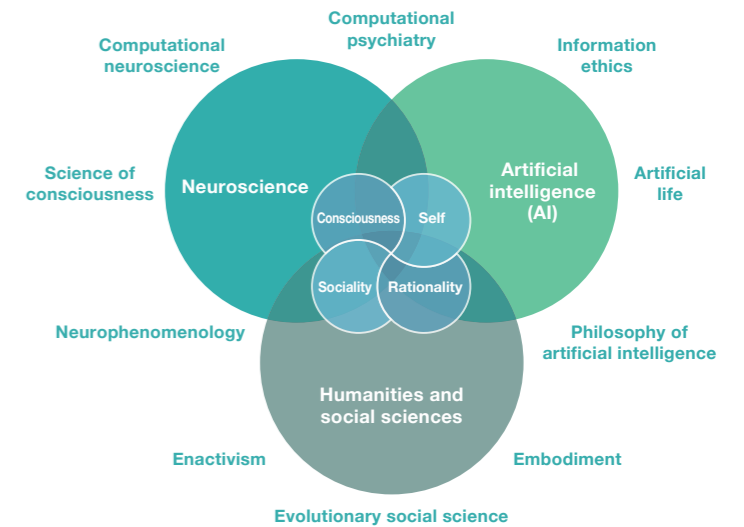 Computational
psychiatry
Computational
neuroscience
Information
ethics
Science of
consciousness
Neuroscience
Artificial
intelligence
(AI)
Artificial
life
Consciousness
Self
Sociality
Rationality
Neurophenomenology
Philosophy of
artificial intelligence
Humanities and
social sciences
Enactivism
Embodiment
Evolutionary social science